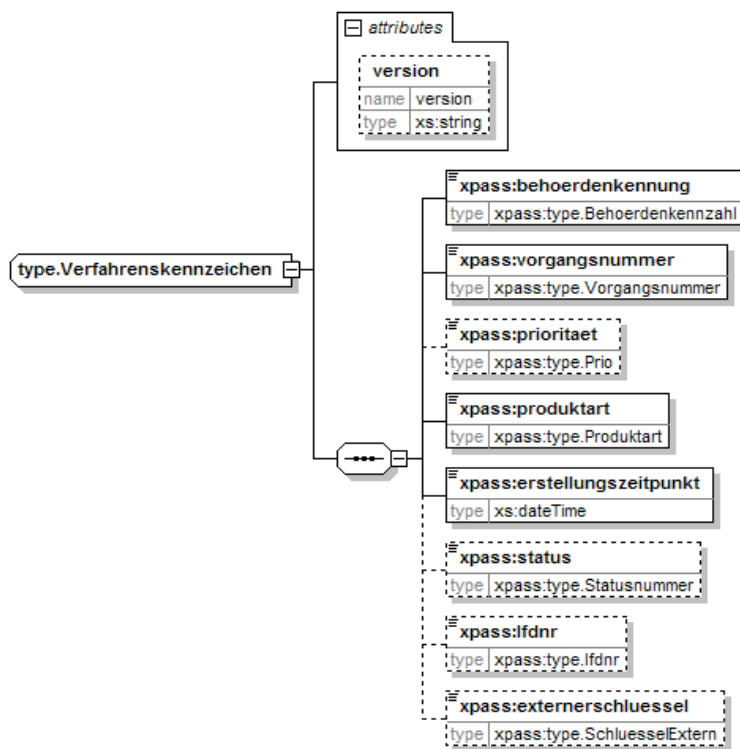 attributes
version
name version
type xs:string
type.Verfahrenskennzeichen
xpass:behoerdenkennung
type xpass:type.Behoerdenkennzahl
xpass:vorgangsnummer
type xpass:type.Vorgangsnummer
xpass:prioritaet
type xpass:type.Prio
xpass:produktart
type xpass:type.Produktart
xpass:erstellungszeitpunkt
type xs:dateTime
xpass:status
type xpass:type.Statusnummer
xpass:lfdnr
type xpass:type.lfdnr
xpass:externerschluessel
type xpass:type.SchluesselExtern